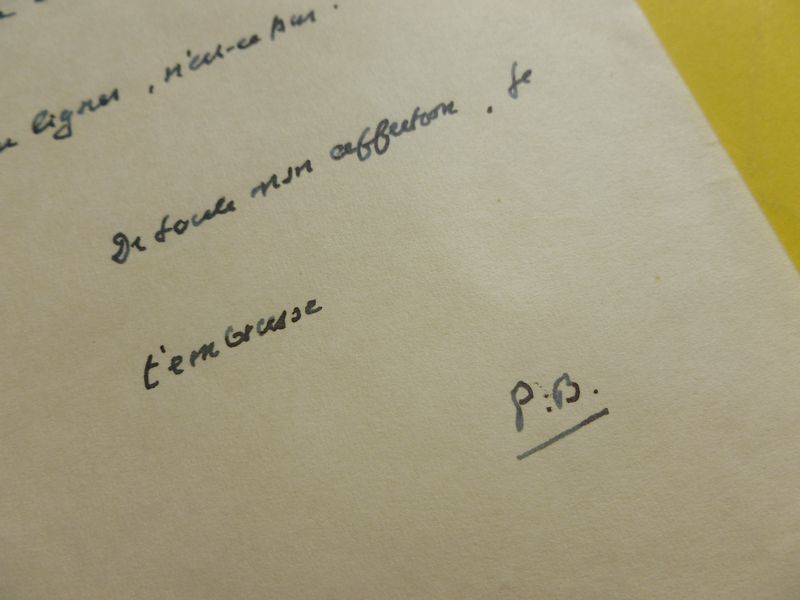 lignes, n'est-ce pas.
De toute mon affection, je
t'embrasse
P.B.